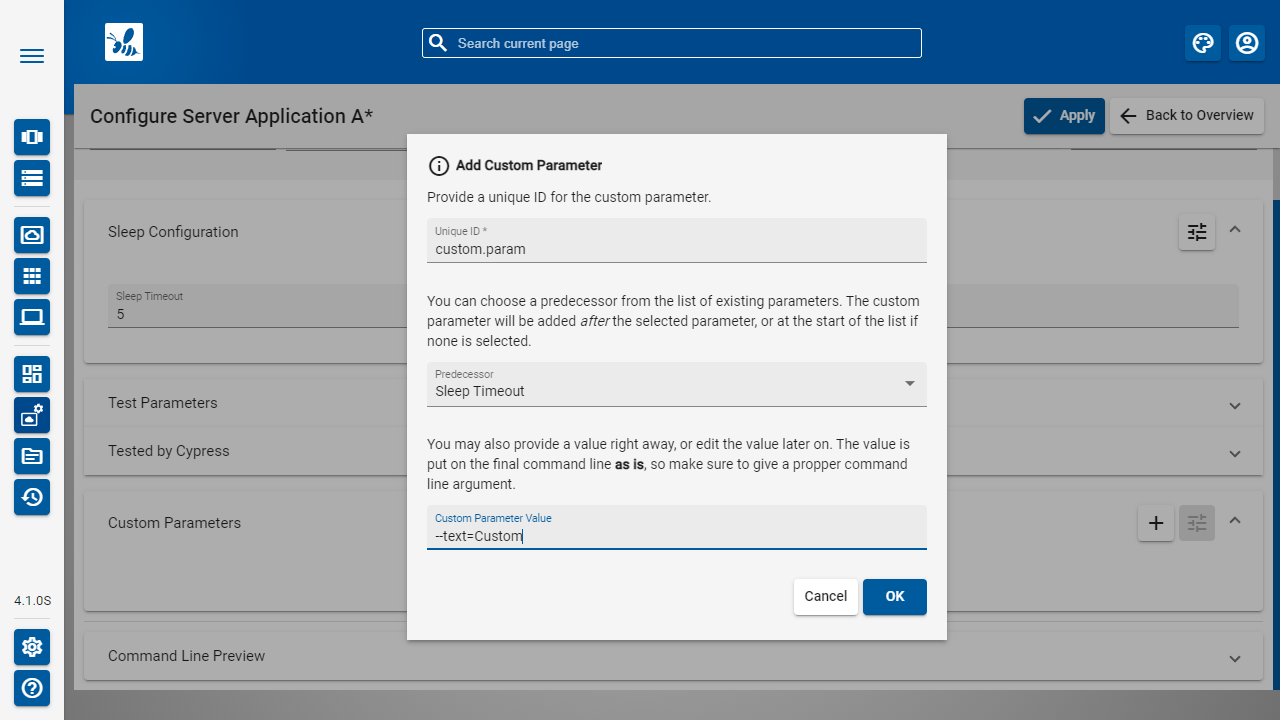 Search current page
Configure Server Application A*
Apply
Back to Overview
Add Custom Parameter
Provide a unique ID for the custom parameter.
Sleep Configuration
Unique ID *
custom.param
Sleep Timeout
5
You can choose a predecessor from the list of existing parameters. The custom
parameter will be added after the selected parameter, or at the start of the list if
none is selected.
Predecessor
Sleep Timeout
Test Parameters
Tested by Cypress
You may also provide a value right away, or edit the value later on. The value is
put on the final command line as is, so make sure to give a propper command
line argument.
Custom Parameters
Custom Parameter Value
--text=Custom
Cancel
OK
4.1.0S
Command Line Preview